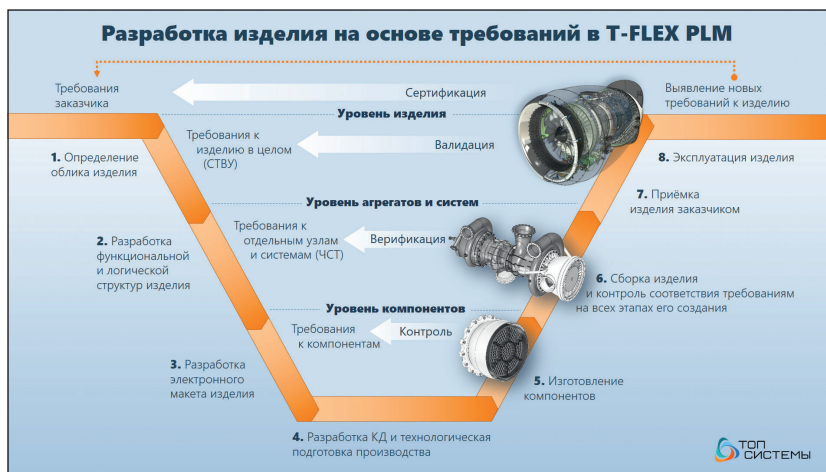 Разработка изделия на основе требований в T-FLEX PLM
Требования
заказчика
Сертификация
Выявление новых
требований к изделию
Уровень изделия
Требования к
изделию в целом
(СТВУ)
Валидация
1. Определение
облика изделия
8. Эксплуатация изделия
7. Приёмка
изделия заказчиком
Уровень агрегатов и систем
Требования к
отдельным узлам
и системам (ЧСТ)
Верификация
2. Разработка
функциональной
и логической
структур изделия
6. Сборка изделия
и контроль соответствия требованиям
на всех этапах его создания
Уровень компонентов
Требования
к компонентам
Контроль
3. Разработка
электронного
макета изделия
5. Изготовление
компонентов
4. Разработка КД и технологическая
подготовка производства
ТОП
СИСТЕМЫ